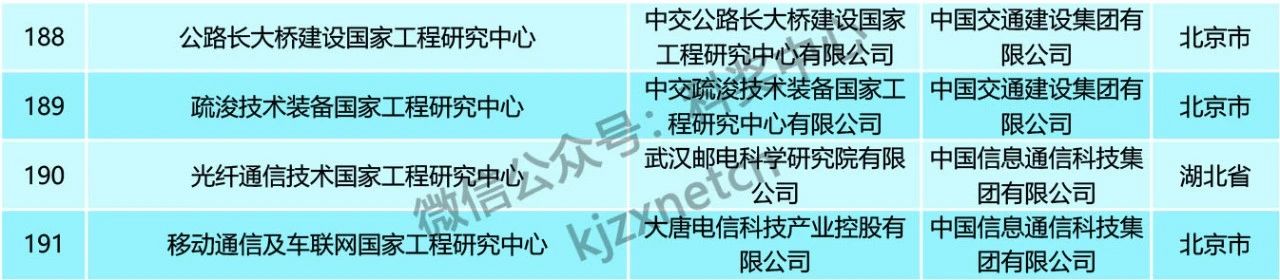 188 公路长大桥建设国家工程研究中心 中交公路长大桥建设国家 中国交通建设集团有 北京市
工程研究中心有限公司 限公司
189 疏浚技术装备国家工程研究中心 中交疏浚技术装备国家工 中国交通建设集团有 北京市
程研究中心有限公司 限公司
190 光纤通信技术国家工程研究中心 武汉邮电科学研究院有限 中国信息通信科技集 湖北省
公司 团有限公司
191 移动通信及车联网国家工程研究中心 大唐电信科技产业控股有 中国信息通信科技集 北京市
限公司 团有限公司
微信公众号：科奖中心
kjzxnetcn